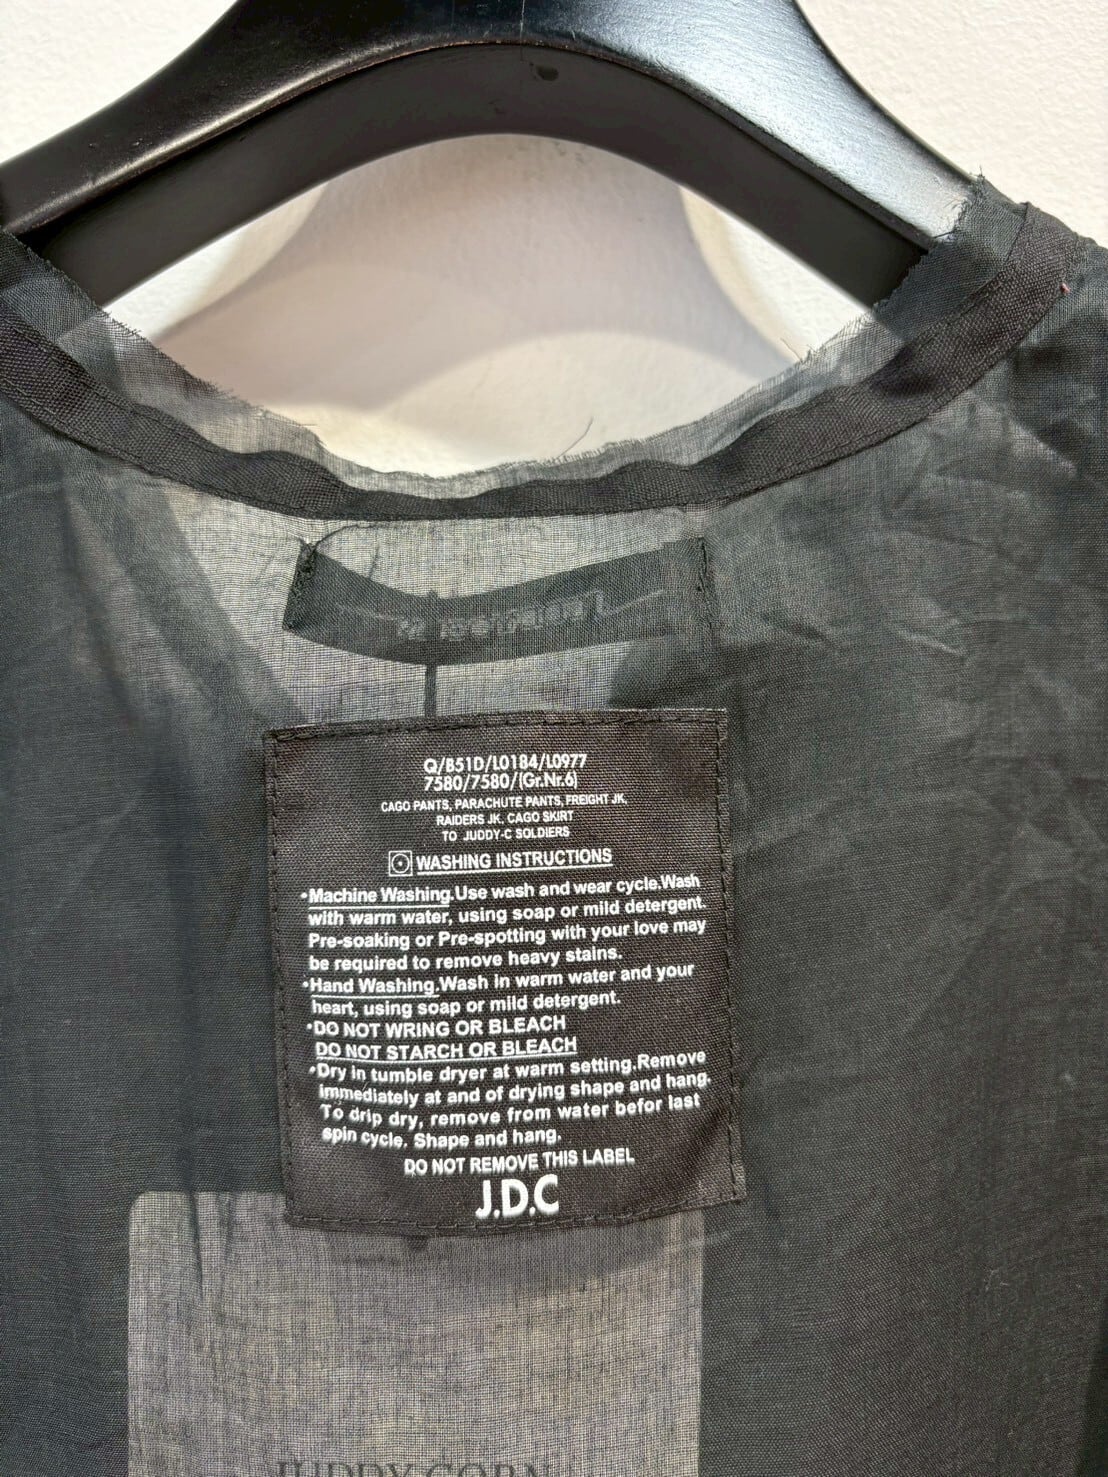 Q/B51D/L0184/L0977
7580/7580/(Gr.Nr.6)
CAGO PANTS, PARACHUTE PANTS, FREIGHT JK,
RAIDERS JK, CAGO SKIRT
TO JUDDY-C SOLDIERS
WASHING INSTRUCTIONS
•Machine Washing.Use wash and wear cycle.Wash
with warm water, using soap or mild detergent.
Pre-soaking or Pre-spotting with your love may
be required to remove heavy stains.
•Hand Washing.Wash in warm water and your
heart, using soap or mild detergent.
•DO NOT WRING OR BLEACH
DO NOT STARCH OR BLEACH
•Dry in tumble dryer at warm setting.Remove
immediately at and of drying shape and hang.
To drip dry, remove from water befor last
spin cycle. Shape and hang.
DO NOT REMOVE THIS LABEL
J.D.C
JUDDY CORN